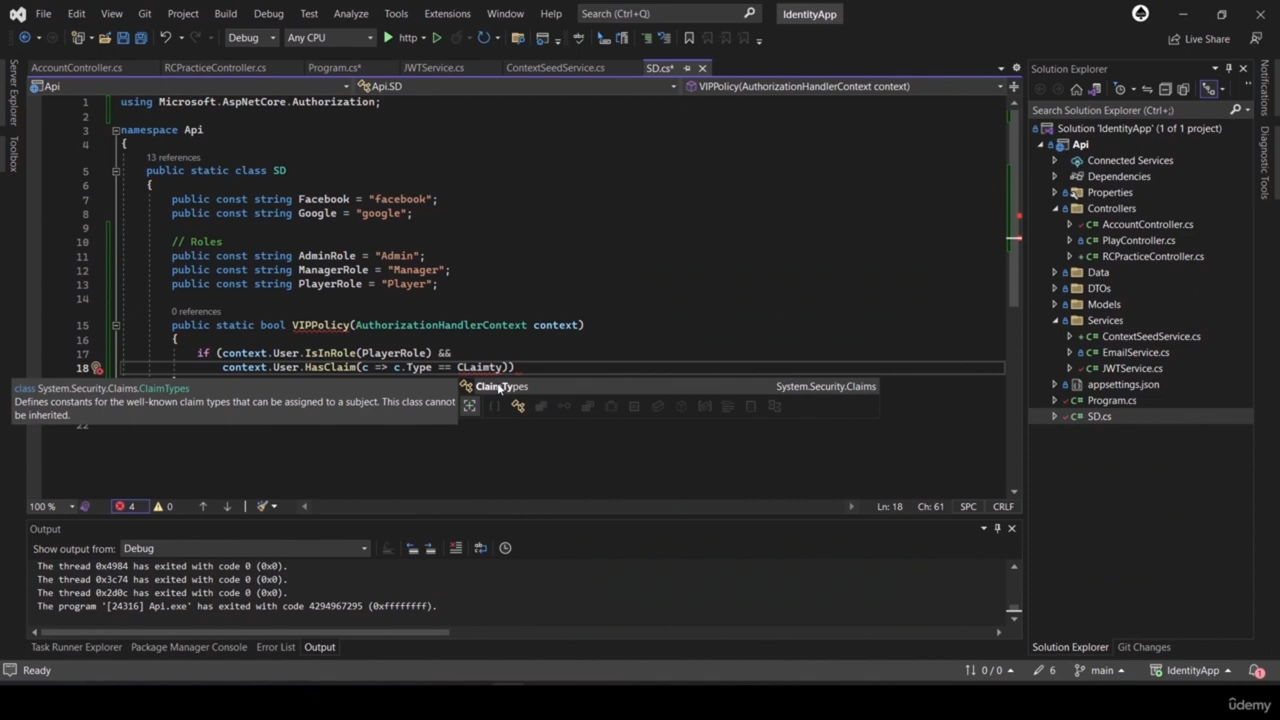 File Edit View Git Project Build Debug Test Analyze Tools Extensions Window Help Search (Ctrl+Q) IdentityApp
Debug Any CPU http Live Share
AccountController.cs RCPracticeController.cs Program.cs* JWTService.cs ContextSeedService.cs SD.cs*
Api Api.SD VIPPolicy(AuthorizationHandlerContext context)
Server Explorer
Toolbox
1 using Microsoft.AspNetCore.Authorization;
2
3 namespace Api
4 {
13 references
5 public static class SD
6 {
7 public const string Facebook = "facebook";
8 public const string Google = "google";
9
10 // Roles
11 public const string AdminRole = "Admin";
12 public const string ManagerRole = "Manager";
13 public const string PlayerRole = "Player";
14
0 references
15 public static bool VIPPolicy(AuthorizationHandlerContext context)
16 {
17 if (context.User.IsInRole(PlayerRole) &&
18 context.User.HasClaim(c => c.Type == CLaimty))
class System.Security.Claims.ClaimTypes
Defines constants for the well-known claim types that can be assigned to a subject. This class cannot
be inherited.
ClaimTypes System.Security.Claims
22
100 % 4 0 Ln: 18 Ch: 61 SPC CRLF
Output
Show output from: Debug
The thread 0x4984 has exited with code 0 (0x0).
The thread 0x3c74 has exited with code 0 (0x0).
The thread 0x2d0c has exited with code 0 (0x0).
The program '[24316] Api.exe' has exited with code 4294967295 (0xffffffff).
Task Runner Explorer Package Manager Console Error List Output
Solution Explorer
Search Solution Explorer (Ctrl+;)
Solution 'IdentityApp' (1 of 1 project)
Api
Connected Services
Dependencies
Properties
Controllers
AccountController.cs
PlayController.cs
RCPracticeController.cs
Data
DTOs
Models
Services
ContextSeedService.cs
EmailService.cs
JWTService.cs
appsettings.json
Program.cs
SD.cs
Solution Explorer Git Changes
Notifications
Diagnostic Tools
Ready 0 / 0 6 main IdentityApp 1
ûdemy